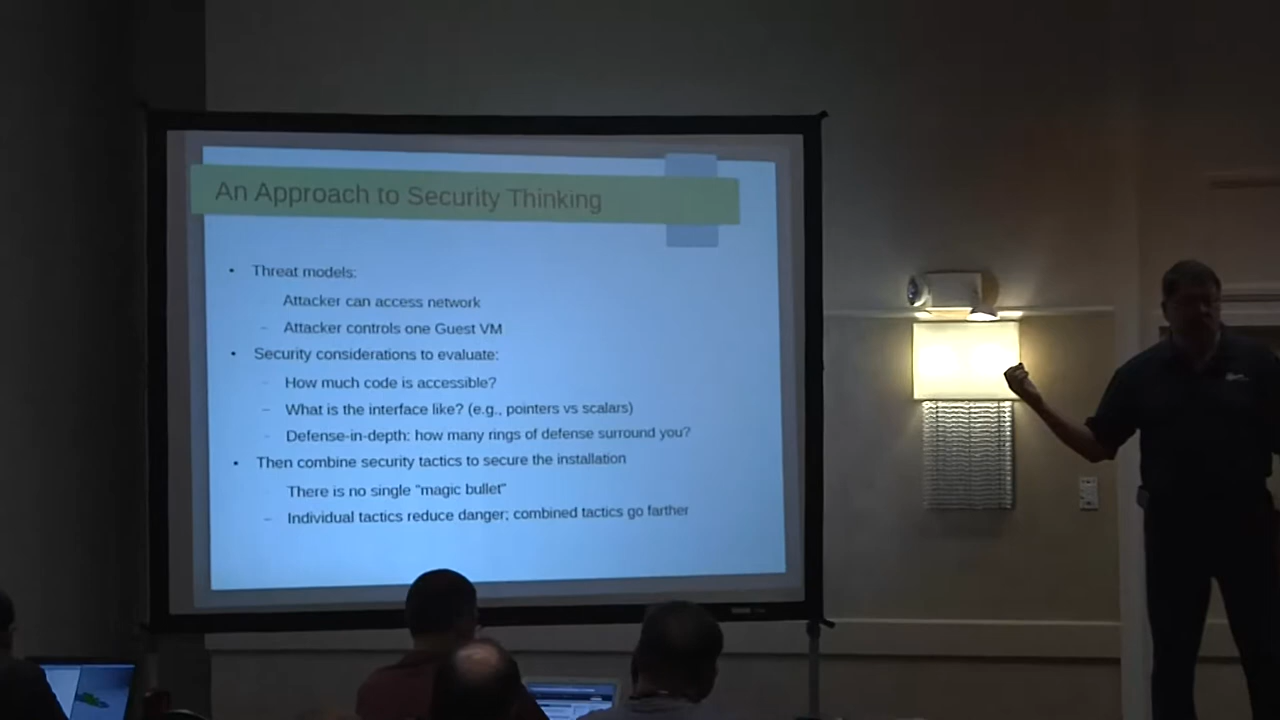 An Approach to Security Thinking
• Threat models:
Attacker can access network
– Attacker controls one Guest VM
• Security considerations to evaluate:
– How much code is accessible?
– What is the interface like? (e.g., pointers vs scalars)
– Defense-in-depth: how many rings of defense surround you?
• Then combine security tactics to secure the installation
There is no single "magic bullet"
– Individual tactics reduce danger; combined tactics go farther